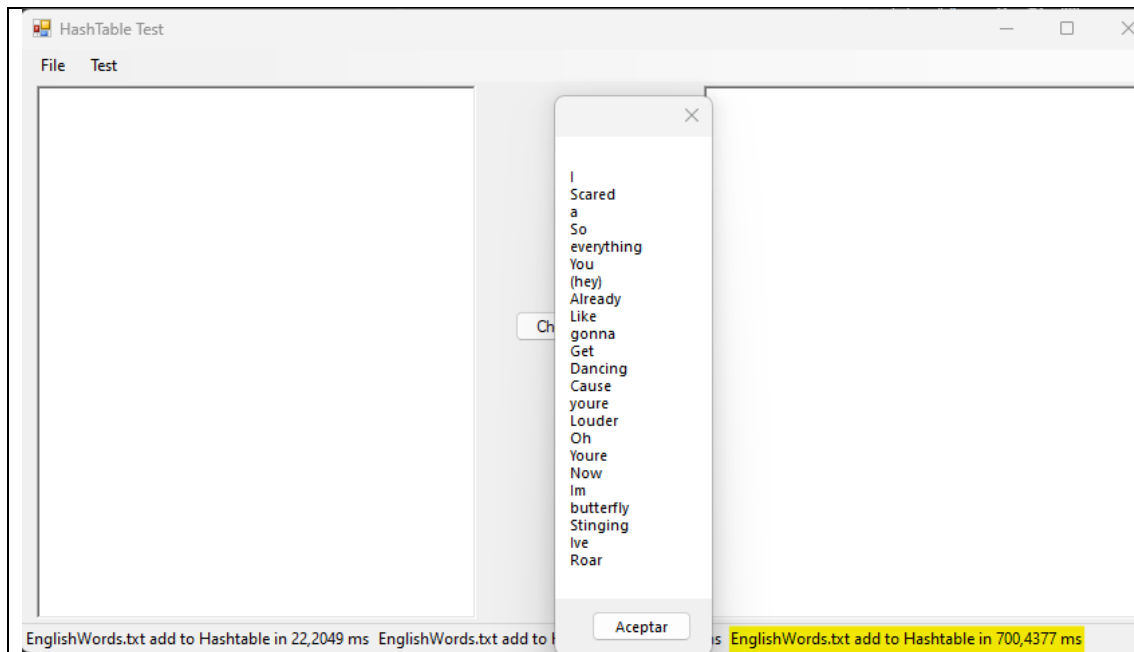 HashTable Test
File Test
I
Scared
a
So
everything
You
(hey)
Already
Like
gonna
Get
Dancing
Cause
youre
Louder
Oh
Youre
Now
Im
butterfly
Stinging
Ive
Roar
Ch
Aceptar
EnglishWords.txt add to Hashtable in 22,2049 ms EnglishWords.txt add to EnglishWords.txt add to Hashtable in 700,4377 ms